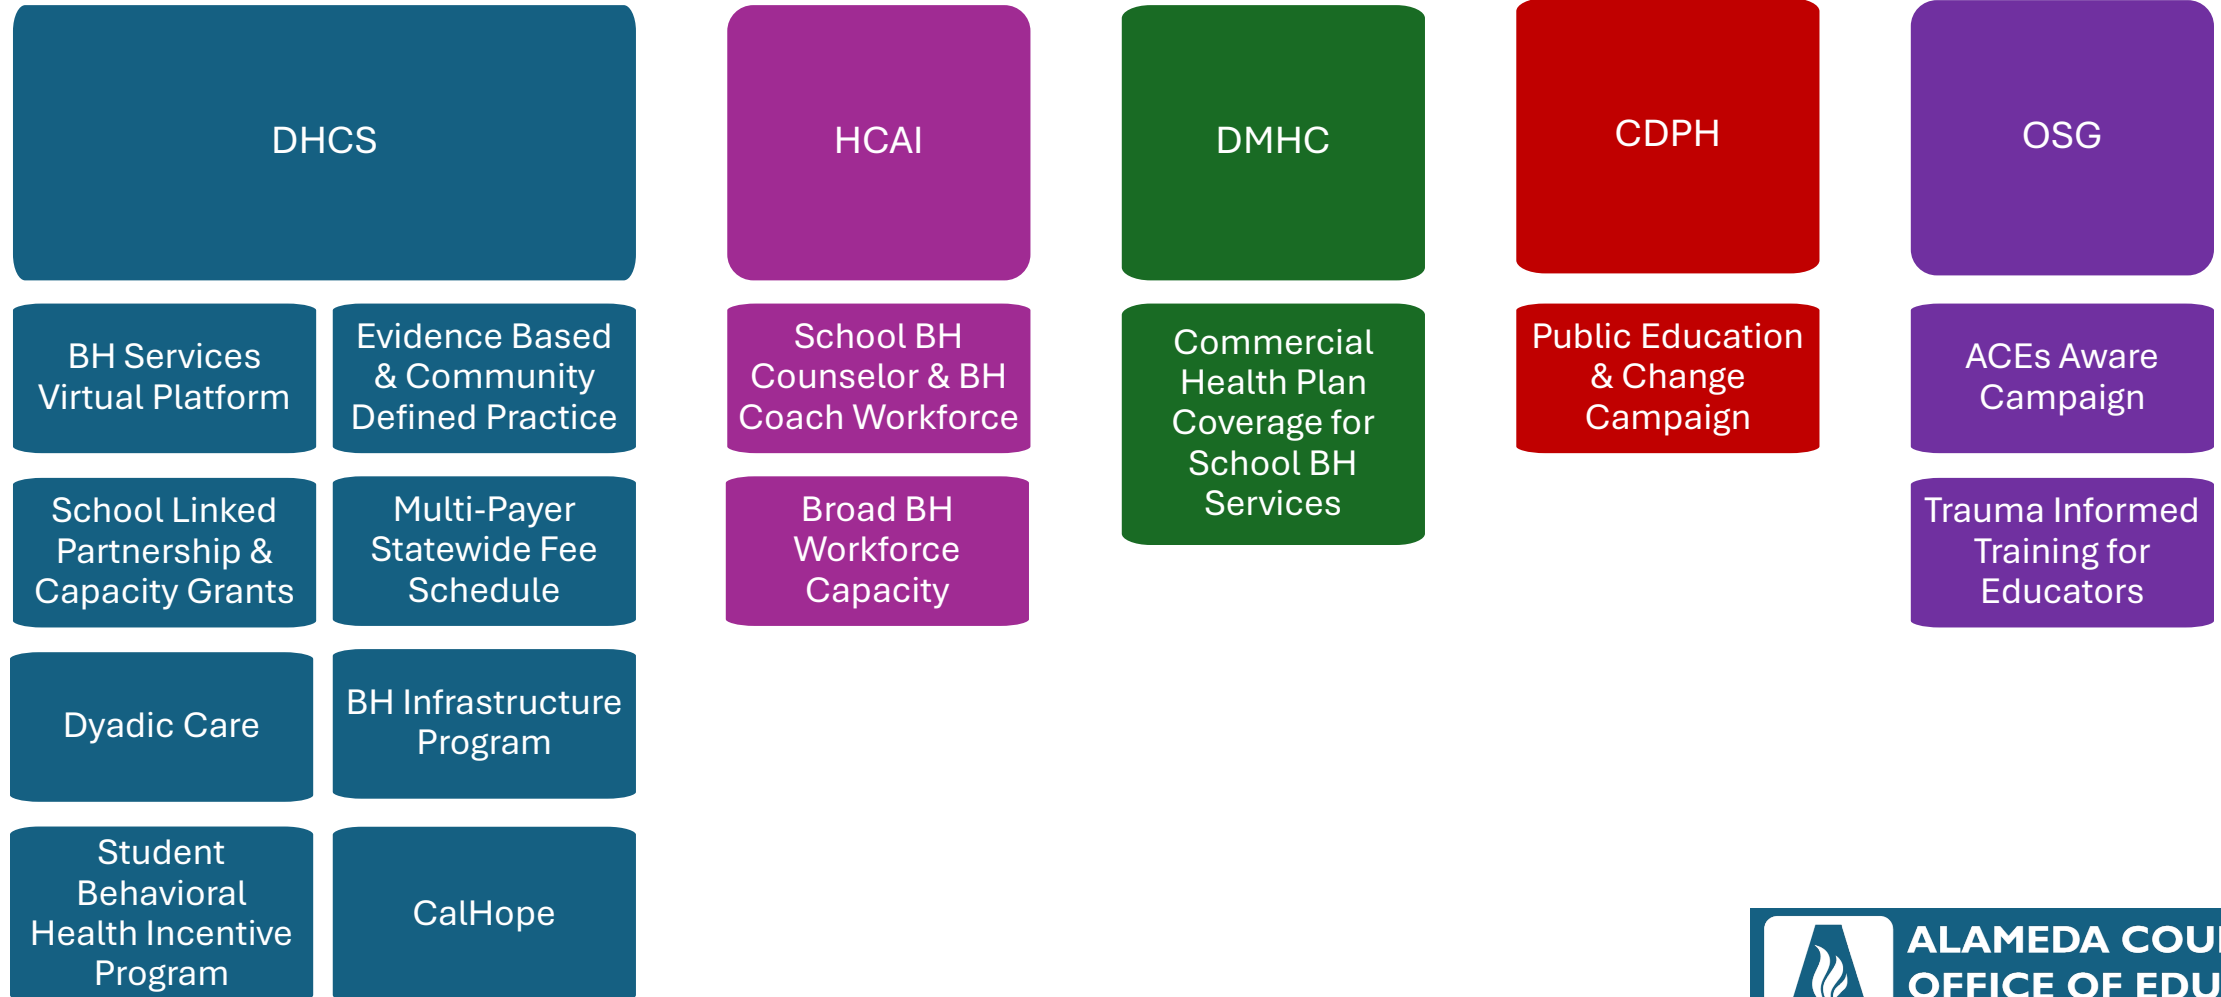 DHCS
BH Services
Virtual Platform
Evidence Based
& Community
Defined Practice
School Linked
Partnership &
Capacity Grants
Multi-Payer
Statewide Fee
Schedule
Dyadic Care
BH Infrastructure
Program
Student
Behavioral
Health Incentive
Program
CalHope
HCAI
School BH
Counselor & BH
Coach Workforce
Broad BH
Workforce
Capacity
DMHC
Commercial
Health Plan
Coverage for
School BH
Services
CDPH
Public Education
& Change
Campaign
OSG
ACEs Aware
Campaign
Trauma Informed
Training for
Educators
ALAMEDA
OFFICE OF